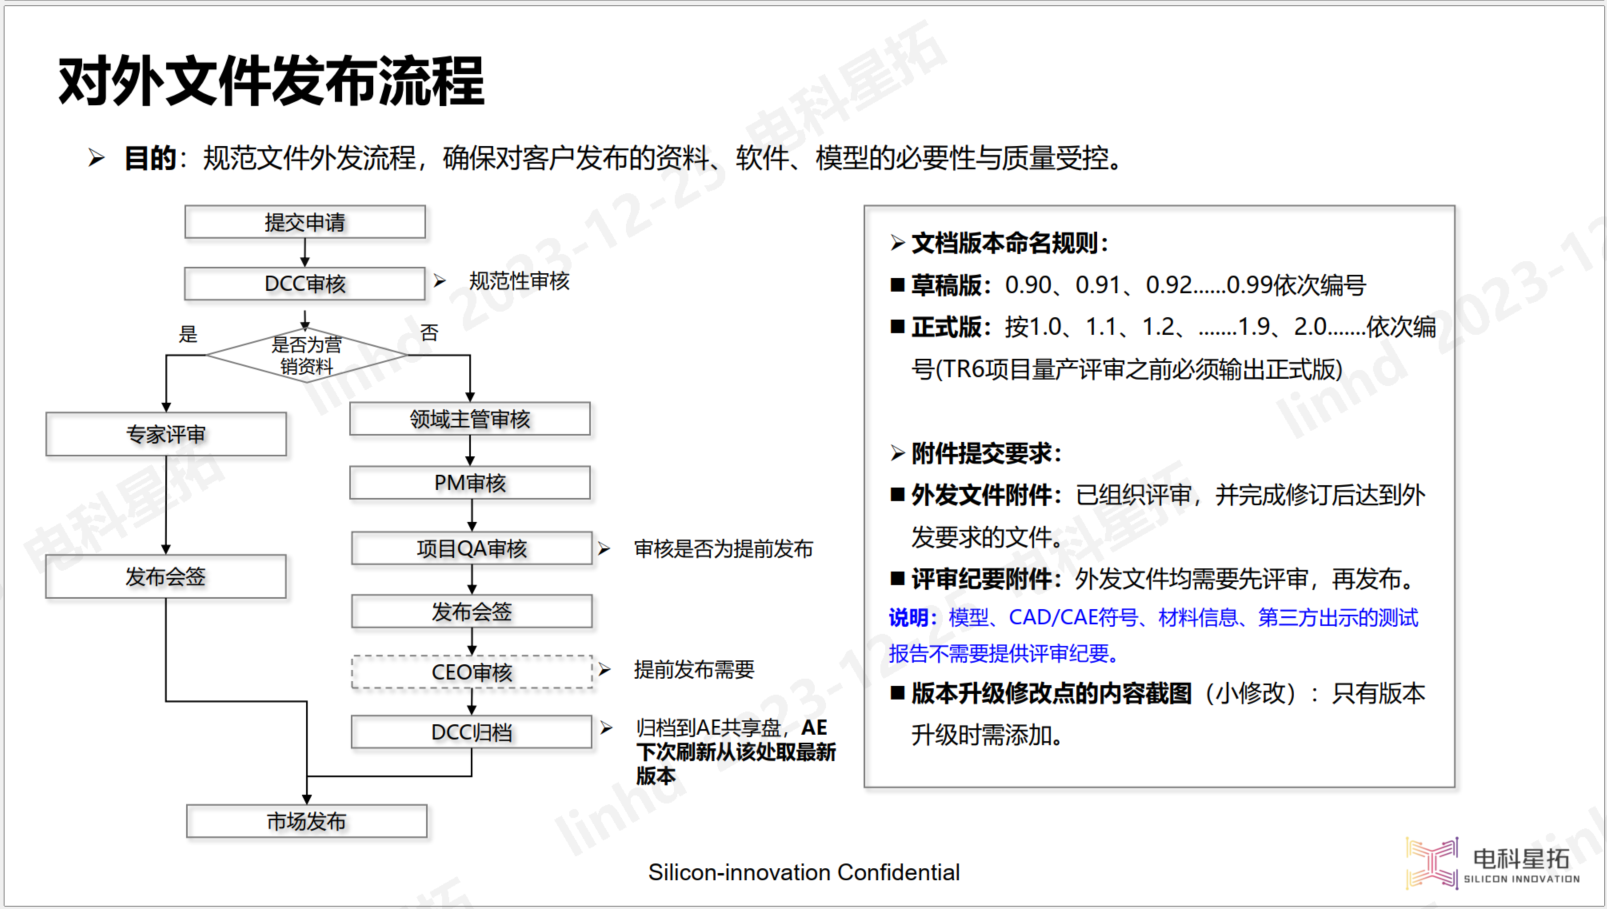 对外文件发布流程
➢ 目的：规范文件外发流程，确保对客户发布的资料、软件、模型的必要性与质量受控。
提交申请
DCC审核
➢ 规范性审核
是
否
是否为营
销资料
专家评审
发布会签
领域主管审核
PM审核
项目QA审核
➢ 审核是否为提前发布
发布会签
CEO审核
➢ 提前发布需要
DCC归档
➢ 归档到AE共享盘，AE
下次刷新从该处取最新
版本
市场发布
➢ 文档版本命名规则：
■ 草稿版：0.90、0.91、0.92......0.99依次编号
■ 正式版：按1.0、1.1、1.2、.......1.9、2.0.......依次编
号(TR6项目量产评审之前必须输出正式版)
➢ 附件提交要求：
■ 外发文件附件：已组织评审，并完成修订后达到外
发要求的文件。
■ 评审纪要附件：外发文件均需要先评审，再发布。
说明：模型、CAD/CAE符号、材料信息、第三方出示的测试
报告不需要提供评审纪要。
■ 版本升级修改点的内容截图（小修改）：只有版本
升级时需添加。
Silicon-innovation Confidential
电科星拓
SILICON INNOVATION
linhd 2023-12-25 电科星拓
linhd 2023-12
电科星拓
linhd 2023-12-25 电科星拓
linh